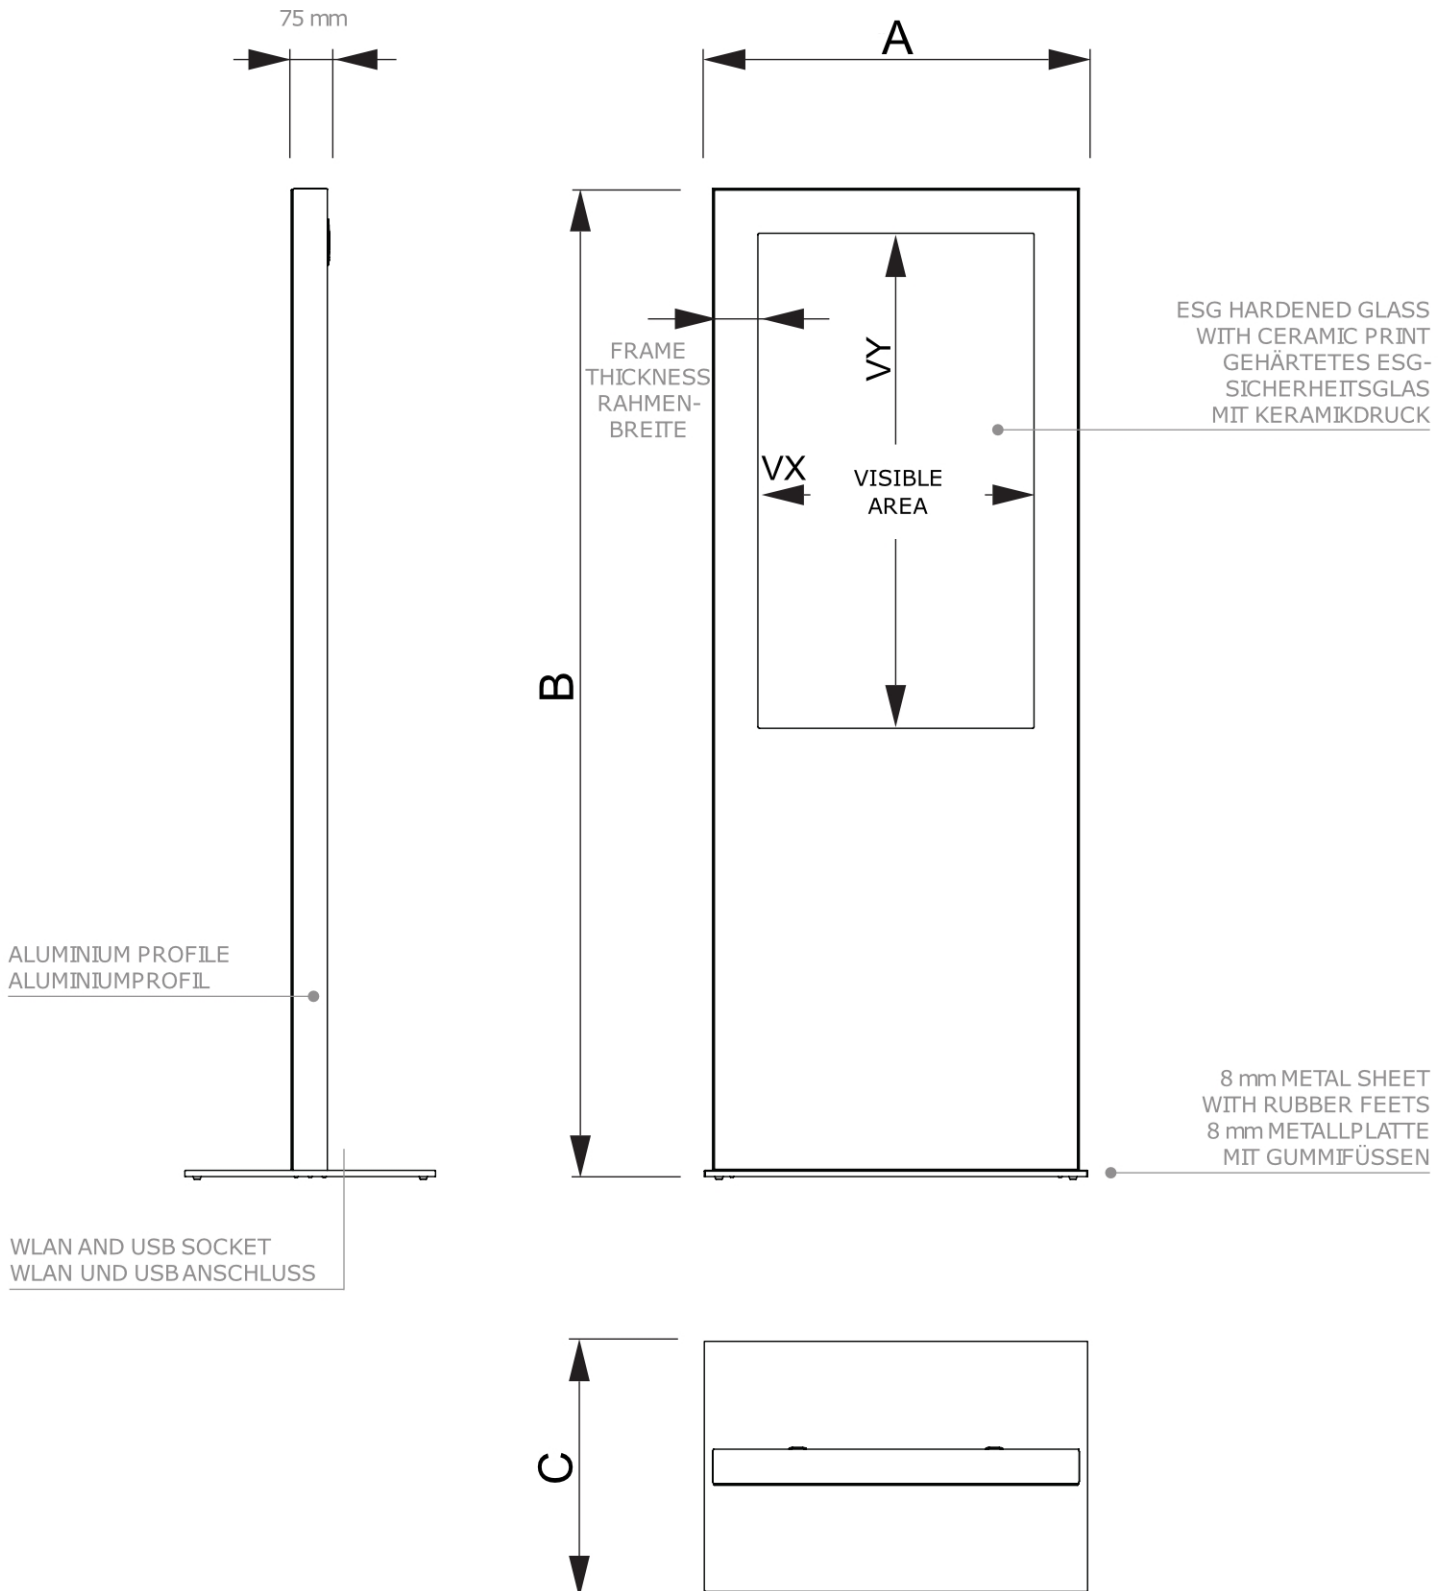 75 mm
A
FRAME
THICKNESS
RAHMEN-
BREITE
VY
ESG HARDENED GLASS
WITH CERAMIC PRINT
GEHÄRTETES ESG-
SICHERHEITSGLAS
MIT KERAMIKDRUCK
VX
VISIBLE
AREA
B
ALUMINIUM PROFILE
ALUMINIUMPROFIL
8 mm METAL SHEET
WITH RUBBER FEETS
8 mm METALLPLATTE
MIT GUMMIFÜSSEN
WLAN AND USB SOCKET
WLAN UND USB ANSCHLUSS
C